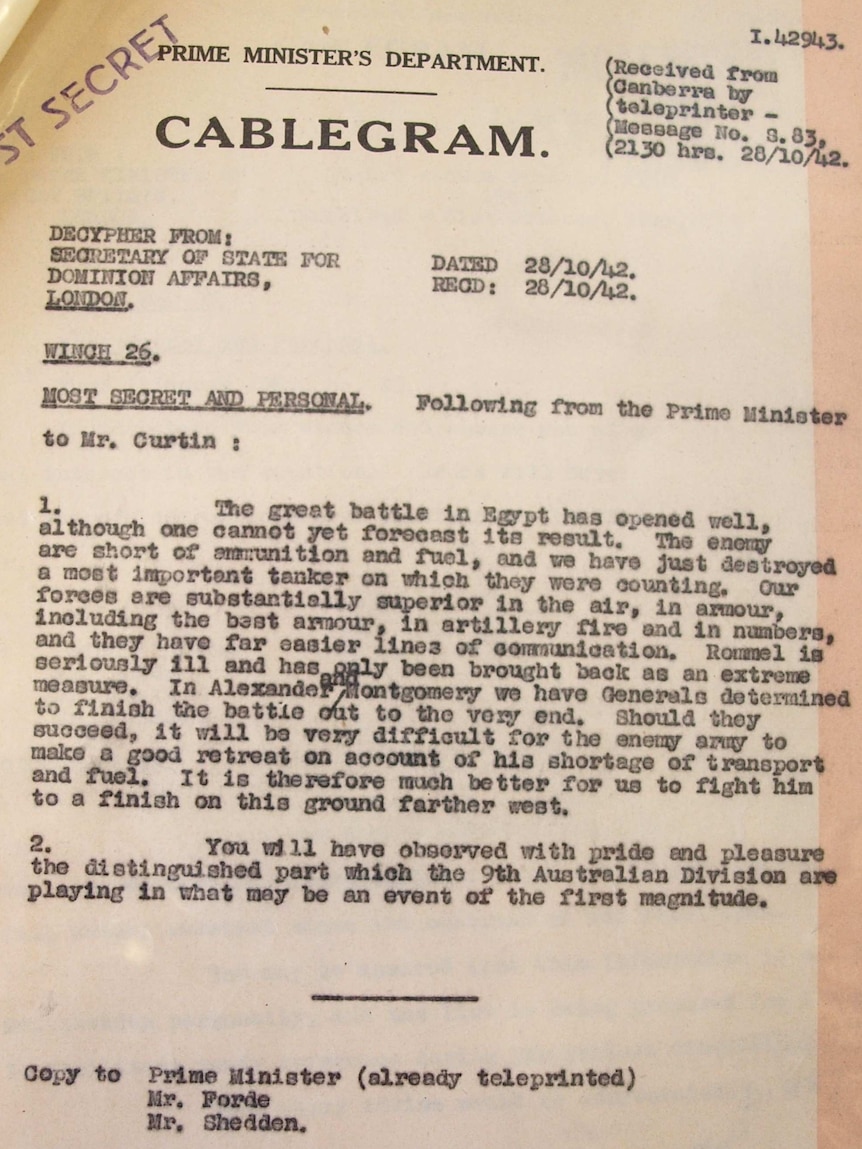 I.42943.
ST SECRET
PRIME MINISTER'S DEPARTMENT.
CABLEGRAM.
(Received from
(Canberra by
(teleprinter -
(Message No. S.83,
(2130 hrs. 28/10/42.
DECYPHER FROM:
SECRETARY OF STATE FOR
DOMINION AFFAIRS,
LONDON.
DATED 28/10/42.
RECD: 28/10/42.
WINCH 26.
MOST SECRET AND PERSONAL. Following from the Prime Minister
to Mr. Curtin :
1. The great battle in Egypt has opened well,
although one cannot yet forecast its result. The enemy
are short of ammunition and fuel, and we have just destroyed
a most important tanker on which they were counting. Our
forces are substantially superior in the air, in armour,
including the best armour, in artillery fire and in numbers,
and they have far easier lines of communication. Rommel is
seriously ill and has only been brought back as an extreme
measure. In Alexander and Montgomery we have Generals determined
to finish the battle out to the very end. Should they
succeed, it will be very difficult for the enemy army to
make a good retreat on account of his shortage of transport
and fuel. It is therefore much better for us to fight him
to a finish on this ground farther west.
2. You will have observed with pride and pleasure
the distinguished part which the 9th Australian Division are
playing in what may be an event of the first magnitude.
Copy to Prime Minister (already teleprinted)
Mr. Forde
Mr. Shedden.